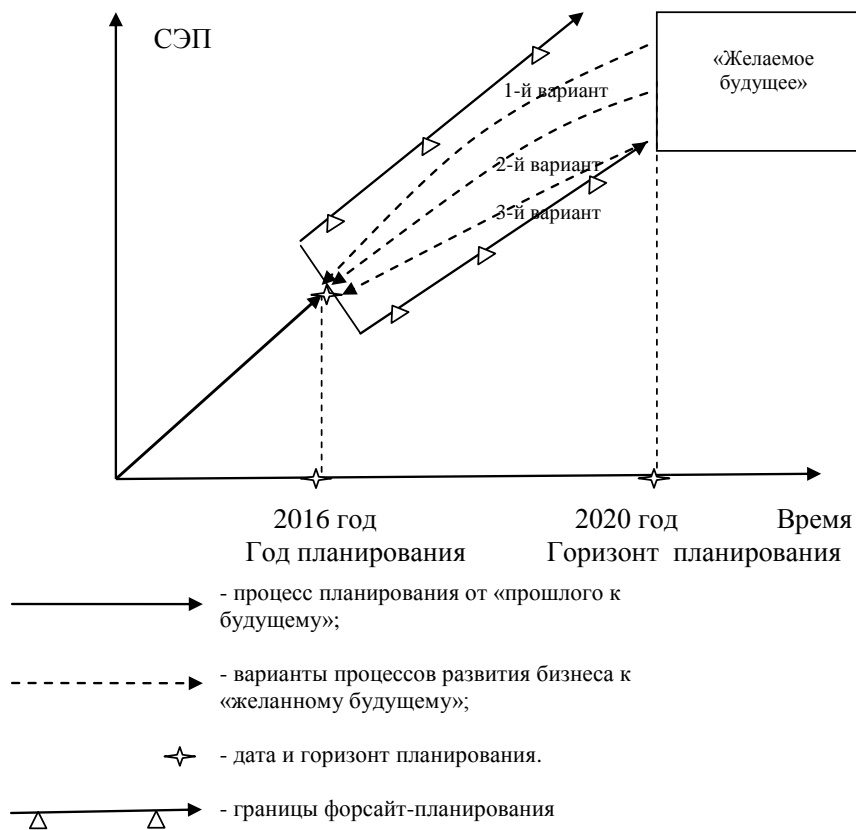 СЭП
«Желаемое
будущее»
1-й вариант
2-й вариант
3-й вариант
2016 год
2020 год
Время
Год планирования
Горизонт планирования
- процесс планирования от «прошлого к
будущему»;
- варианты процессов развития бизнеса к
«желанному будущему»;
- дата и горизонт планирования.
- границы форсайт-планирования